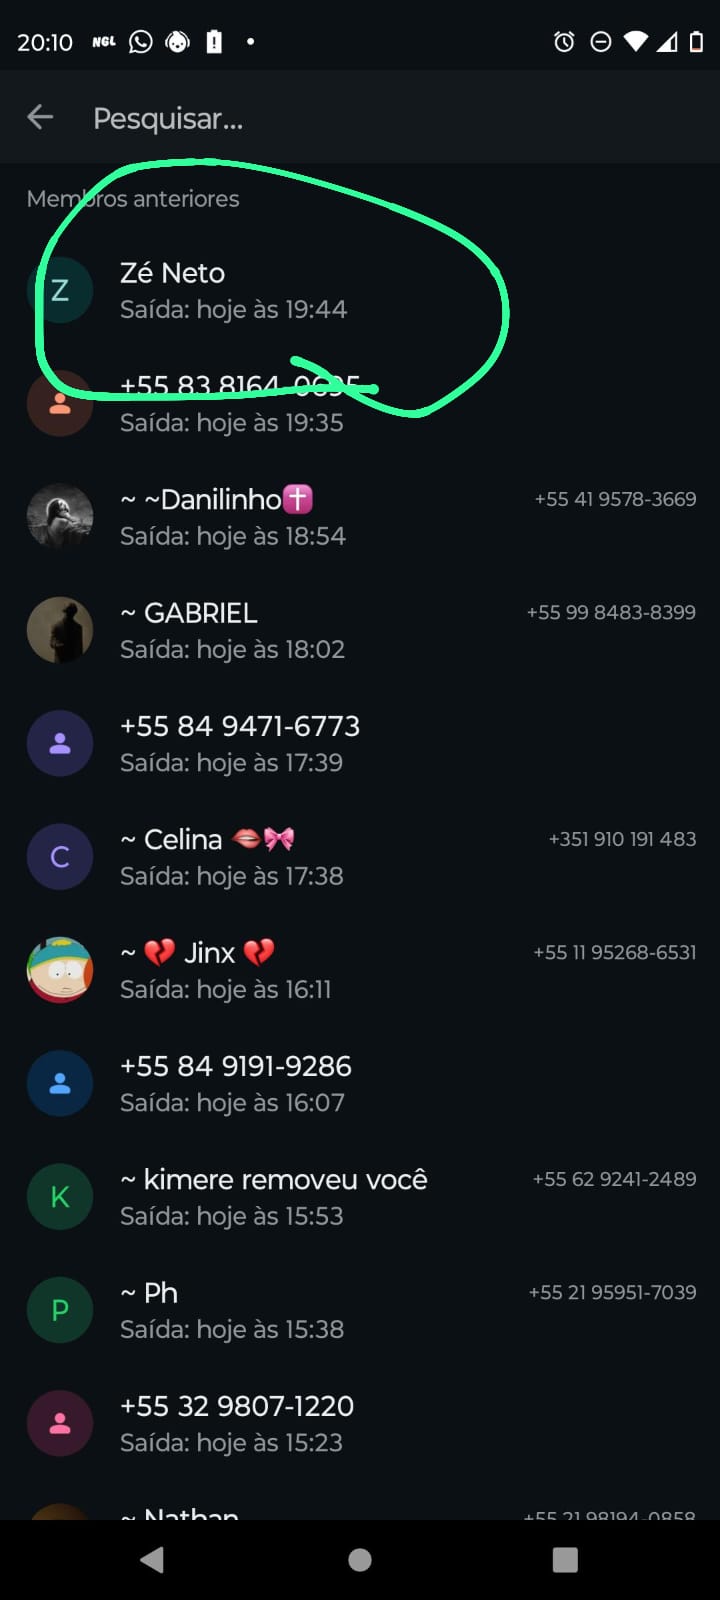 20:10 NGL
Pesquisar...
Membros anteriores
Z Zé Neto
Saída: hoje às 19:44
+55 83 8164-0695
Saída: hoje às 19:35
~ ~Danilinho✝️ +55 41 9578-3669
Saída: hoje às 18:54
~ GABRIEL +55 99 8483-8399
Saída: hoje às 18:02
+55 84 9471-6773
Saída: hoje às 17:39
C ~ Celina 🫦🎀 +351 910 191 483
Saída: hoje às 17:38
~ 💔 Jinx 💔 +55 11 95268-6531
Saída: hoje às 16:11
+55 84 9191-9286
Saída: hoje às 16:07
K ~ kimere removeu você +55 62 9241-2489
Saída: hoje às 15:53
P ~ Ph +55 21 95951-7039
Saída: hoje às 15:38
+55 32 9807-1220
Saída: hoje às 15:23
~ Nathan +55 21 98194-0858